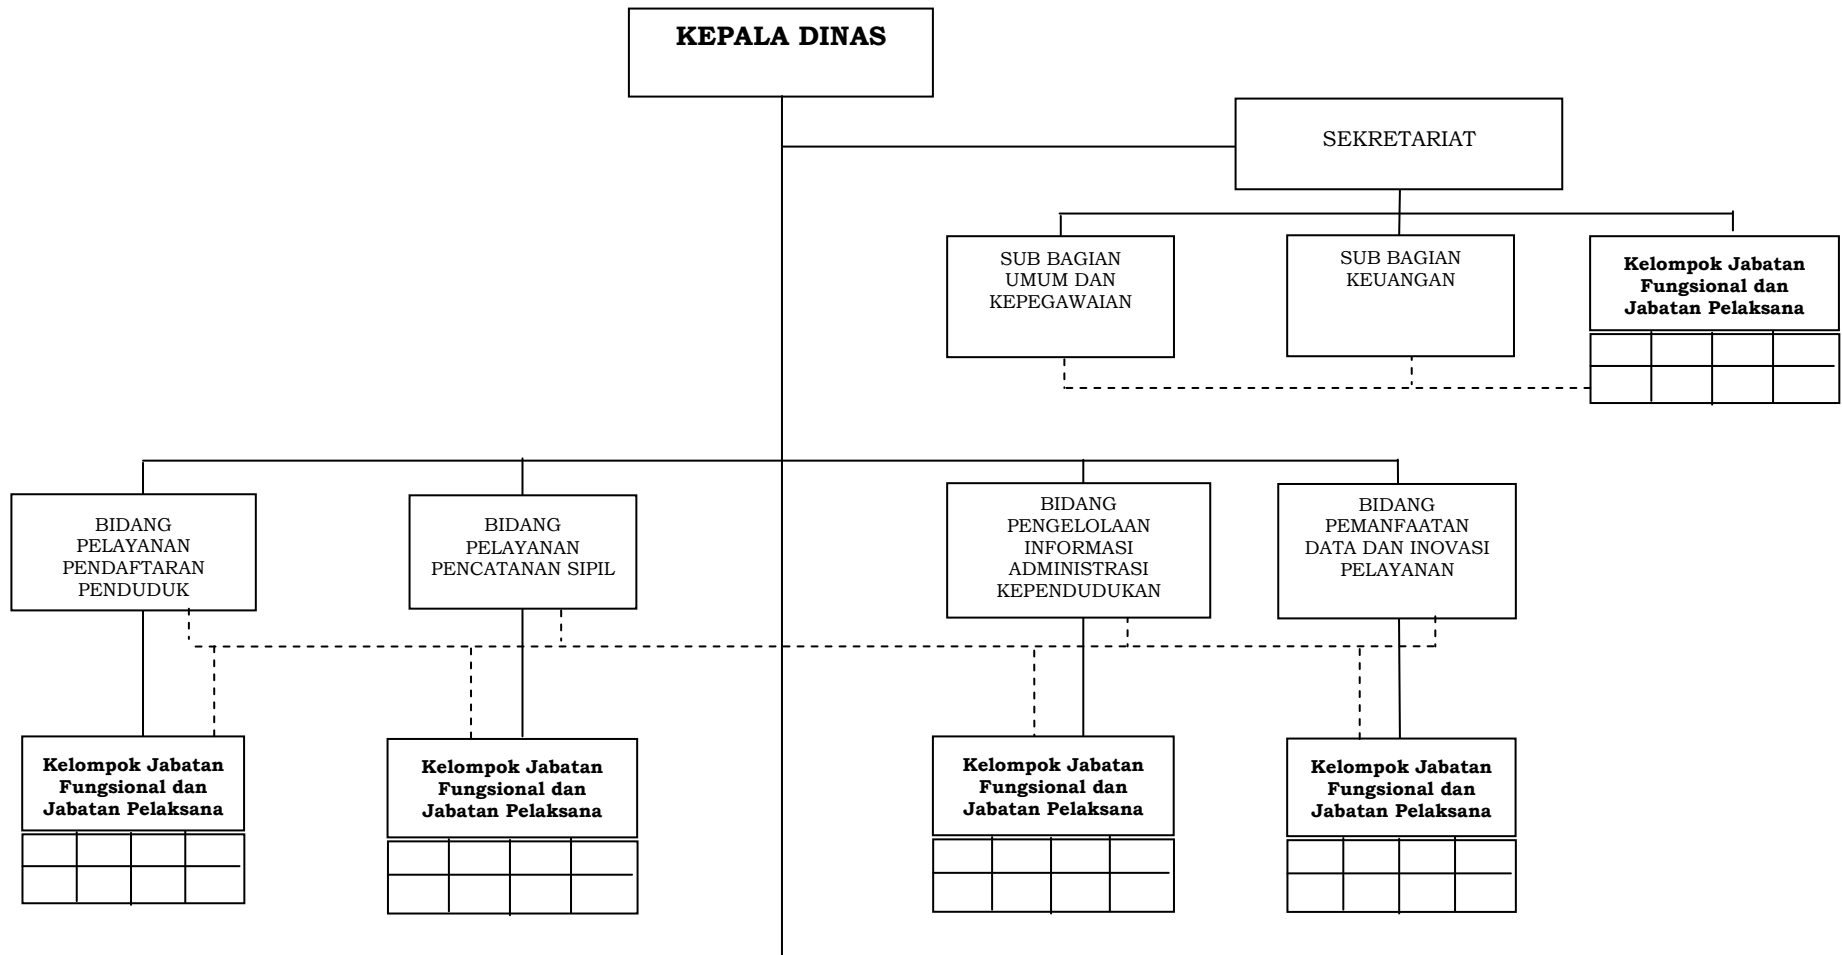 KEPALA DINAS
SEKRETARIAT
SUB BAGIAN
UMUM DAN
KEPEGAWAIAN
SUB BAGIAN
KEUANGAN
Kelompok Jabatan
Fungsional dan
Jabatan Pelaksana
BIDANG
PELAYANAN
PENDAFTARAN
PENDUDUK
BIDANG
PELAYANAN
PENCATANAN SIPIL
BIDANG
PENGELOLAAN
INFORMASI
ADMINISTRASI
KEPENDUDUKAN
BIDANG
PEMANFAATAN
DATA DAN INOVASI
PELAYANAN
Kelompok Jabatan
Fungsional dan
Jabatan Pelaksana
Kelompok Jabatan
Fungsional dan
Jabatan Pelaksana
Kelompok Jabatan
Fungsional dan
Jabatan Pelaksana
Kelompok Jabatan
Fungsional dan
Jabatan Pelaksana